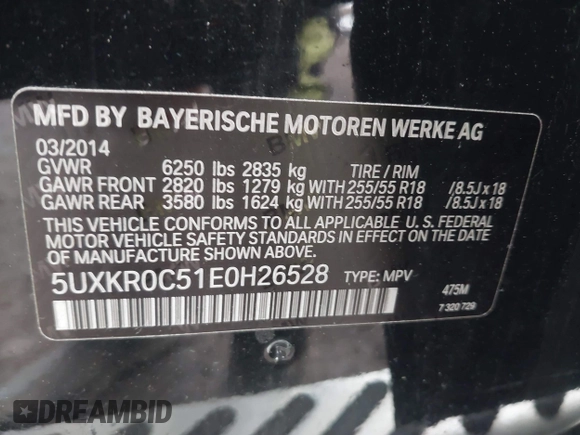 MFD BY BAYERISCHE MOTOREN WERKE AG
03/2014
GVWR 6250 lbs 2835 kg TIRE / RIM
GAWR FRONT 2820 lbs 1279 kg WITH 255/55 R18 /8.5J x 18
GAWR REAR 3580 lbs 1624 kg WITH 255/55 R18 /8.5J x 18
THIS VEHICLE CONFORMS TO ALL APPLICABLE U. S. FEDERAL
MOTOR VEHICLE SAFETY STANDARDS IN EFFECT ON THE DATE OF
MANUFACTURE SHOWN ABOVE.
5UXKR0C51E0H26528 TYPE: MPV 475M
7 320 729
DREAMBID